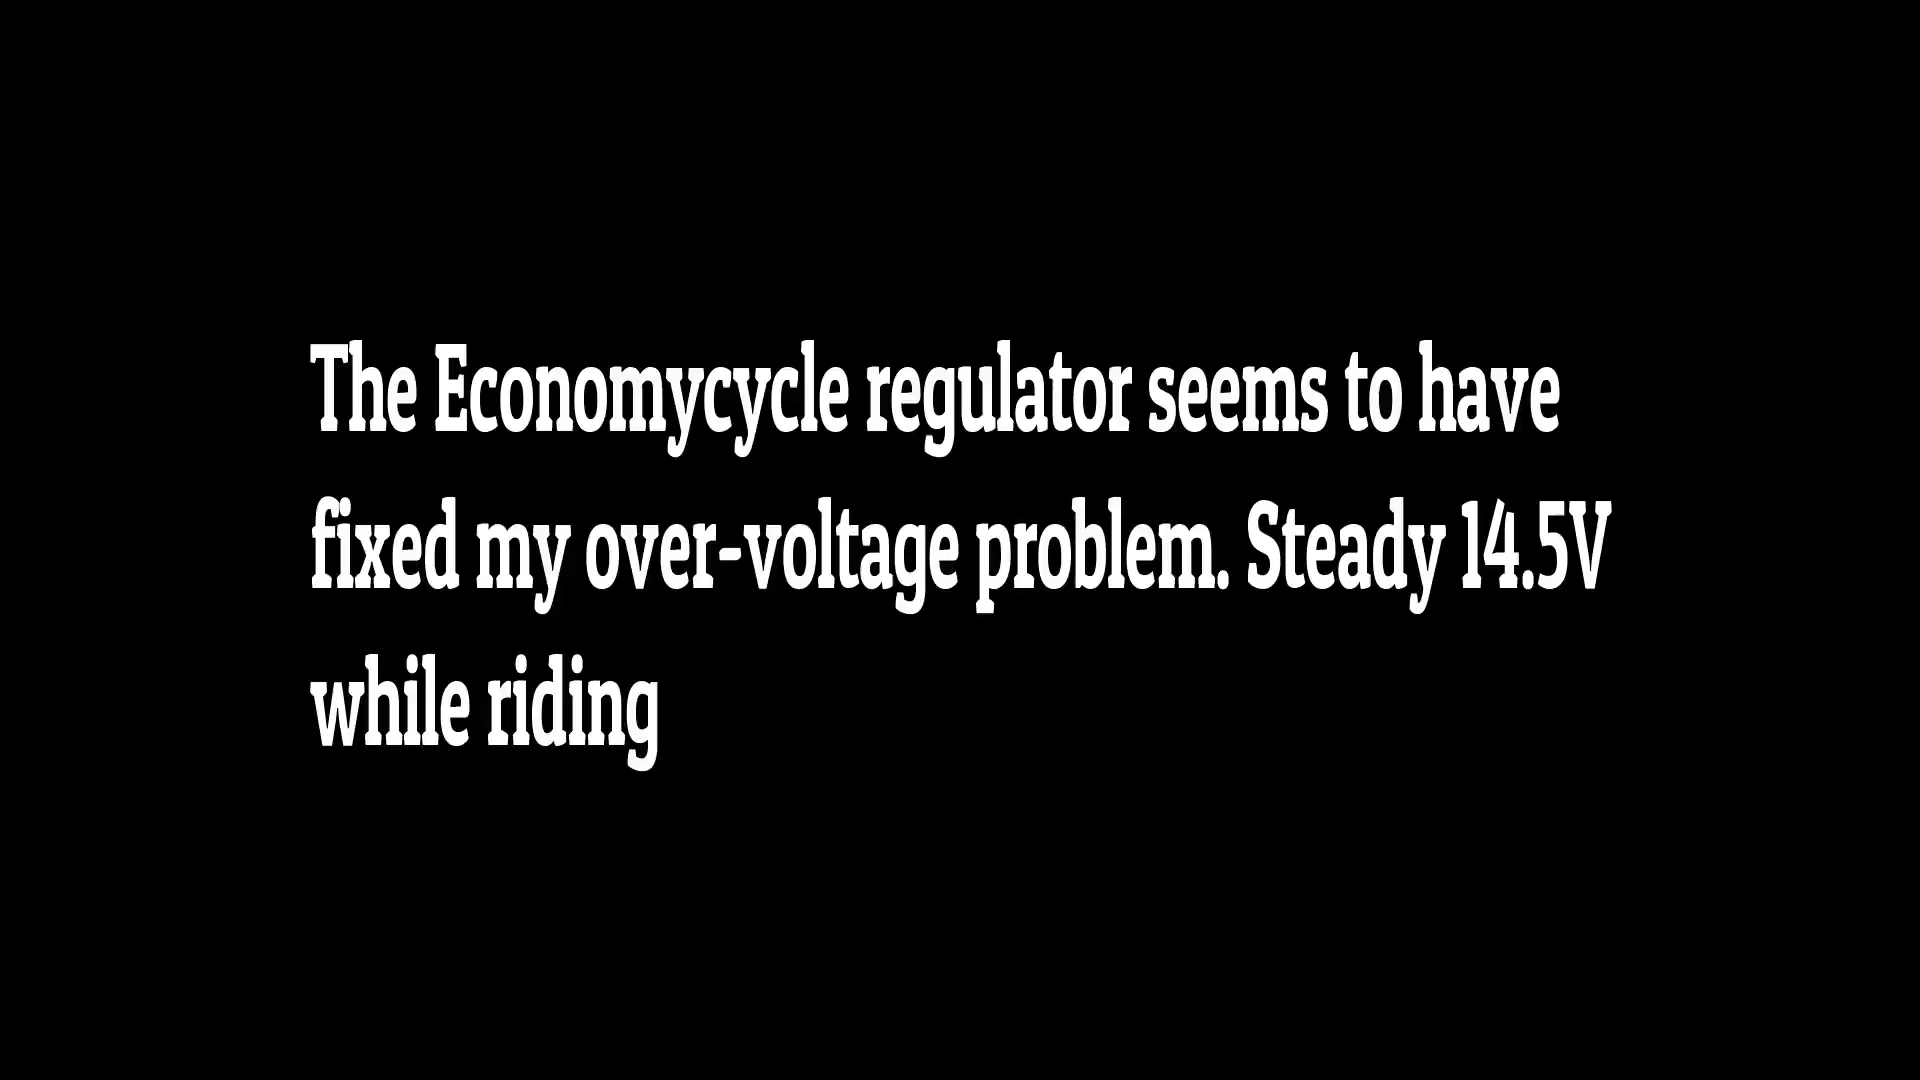 The Economycycle regulator seems to have
fixed my over-voltage problem. Steady 14.5V
while riding